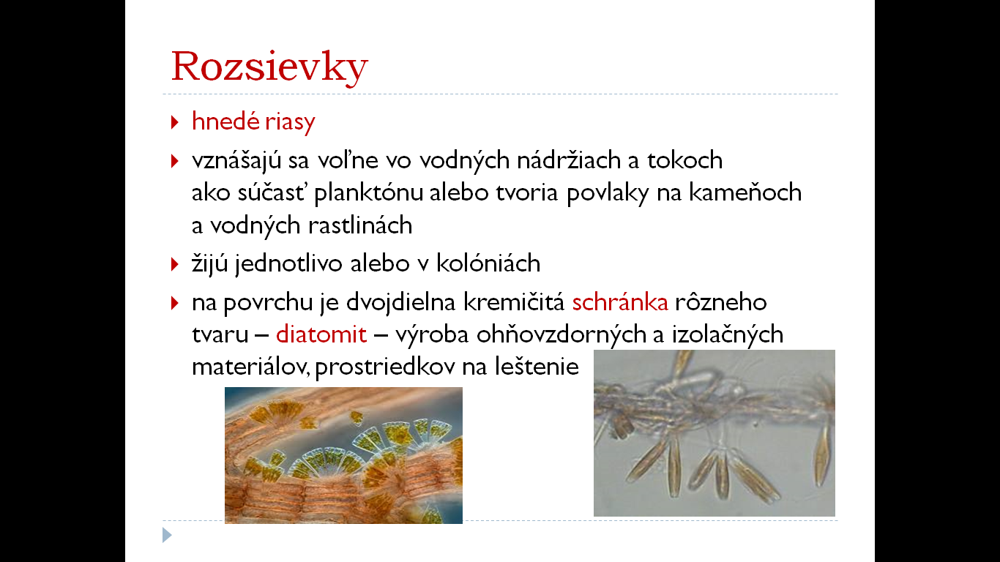 Rozsievky
hnedé riasy
vznášajú sa voľne vo vodných nádržiach a tokoch
ako súčasť planktónu alebo tvoria povlaky na kameňoch
a vodných rastlinách
žijú jednotlivo alebo v kolóniách
na povrchu je dvojdielna kremičitá schránka rôzneho
tvaru – diatomit – výroba ohňovzdorných a izolačných
materiálov, prostriedkov na leštenie